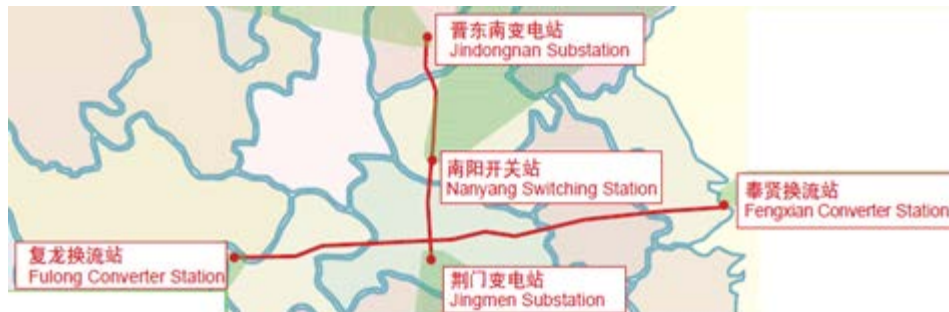 晋东南变电站
Jindongnan Substation
南阳开关站
Nanyang Switching Station
奉贤换流站
Fengxian Converter Station
复龙换流站
Fulong Converter Station
荆门变电站
Jingmen Substation